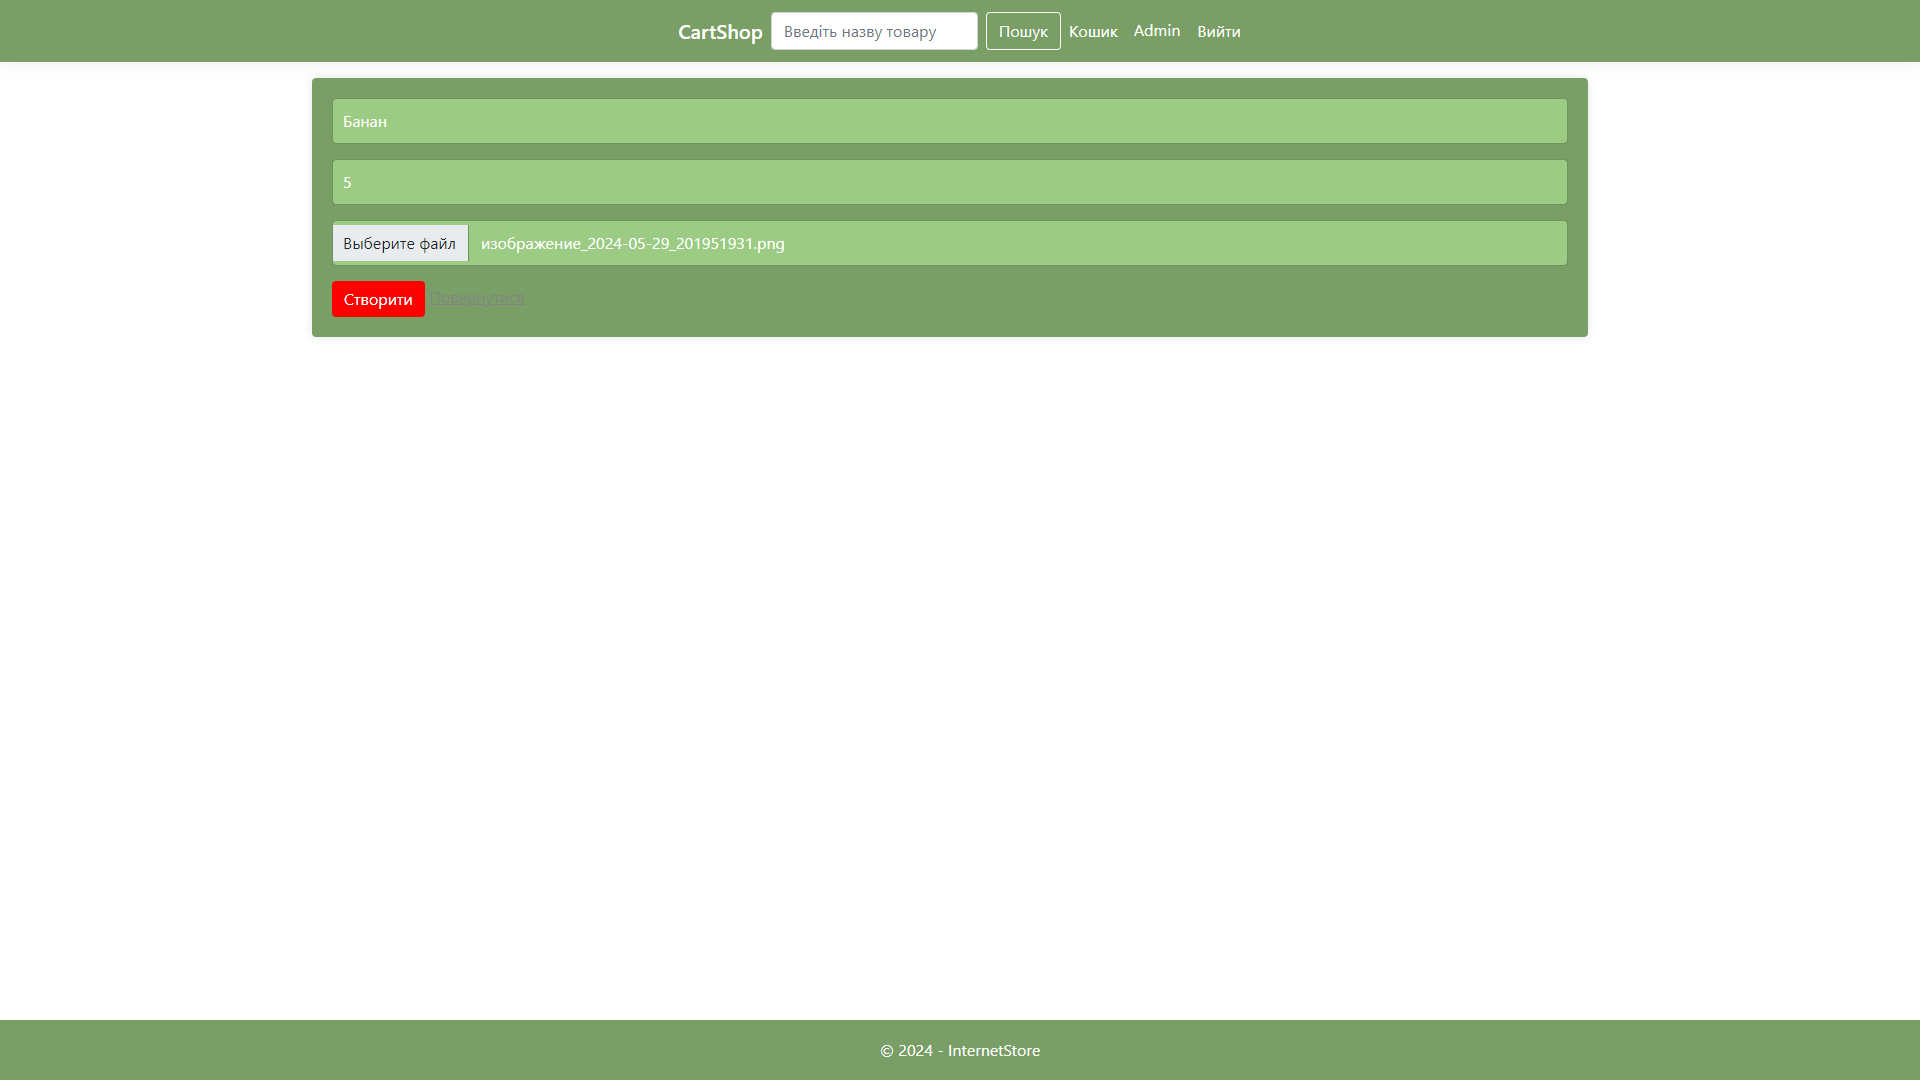 CartShop Введіть назву товару Пошук Кошик Admin Вийти
Банан
5
Выберите файл изображение_2024-05-29_201951931.png
Створити Повернутися
© 2024 - InternetStore